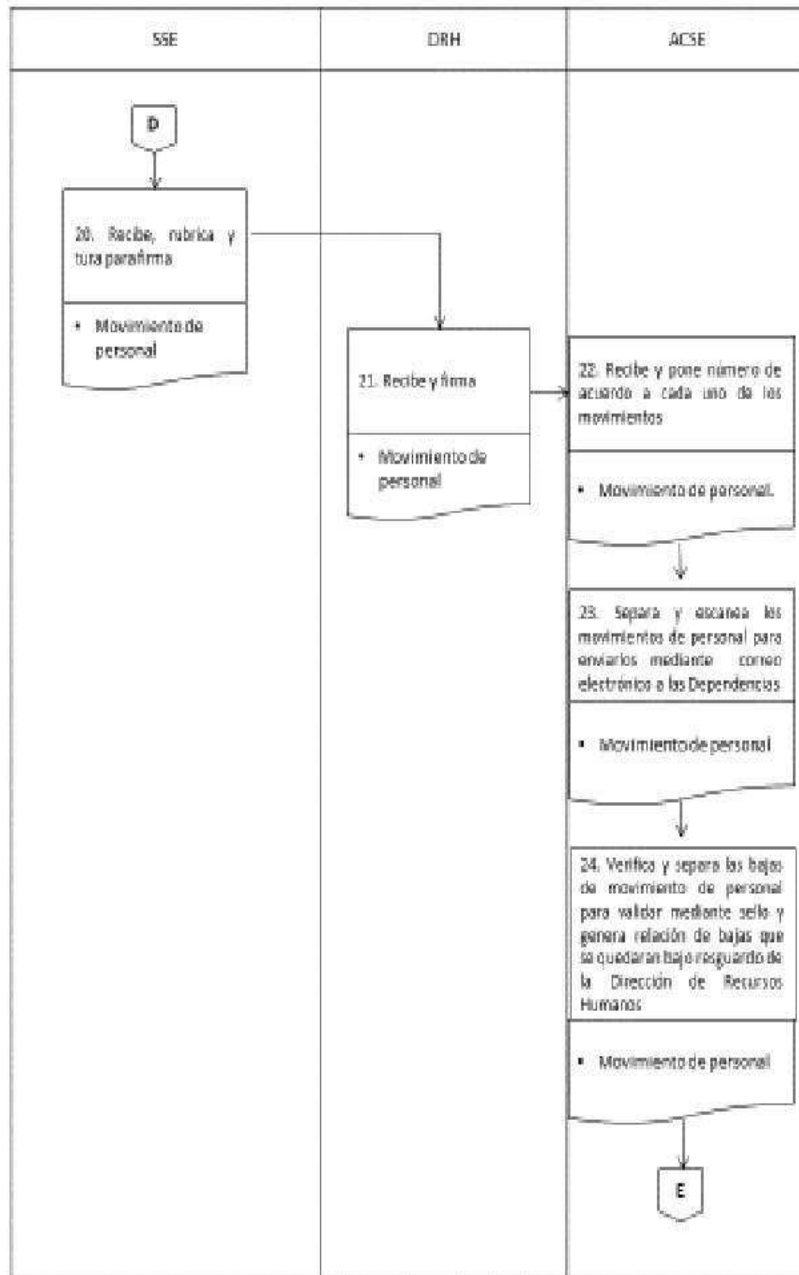 SSE
DRH
ACSE
D
20. Recibe, rubrica y
tura para firma
• Movimiento de
personal
21. Recibe y firma
• Movimiento de
personal
22. Recibe y pone número de
acuerdo a cada uno de los
movimientos
• Movimiento de personal.
23. Separa y escanea los
movimientos de personal para
enviarlos mediante correo
electrónico a las Dependencias
• Movimiento de personal
24. Verifica y separa las bajas
de movimiento de personal
para validar mediante sello y
genera relación de bajas que
se quedaran bajo resguardo de
la Dirección de Recursos
Humanos
• Movimiento de personal
E